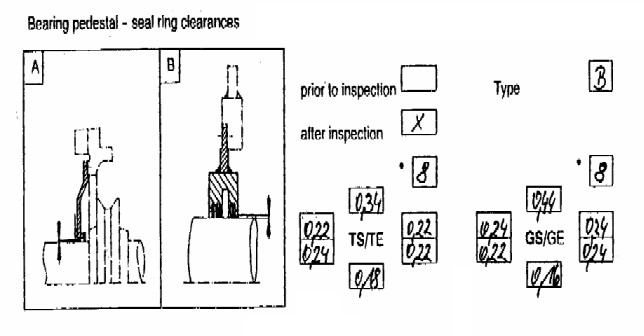 Bearing pedestal - seal ring clearances
A
B
prior to inspection
Type
B
after inspection
X
* 8
* 8
0,34
0,44
0,22 TS/TE 0,22
0,24 GS/GE 0,34
0,24 0,22
0,22 0,24
0,18
0,16